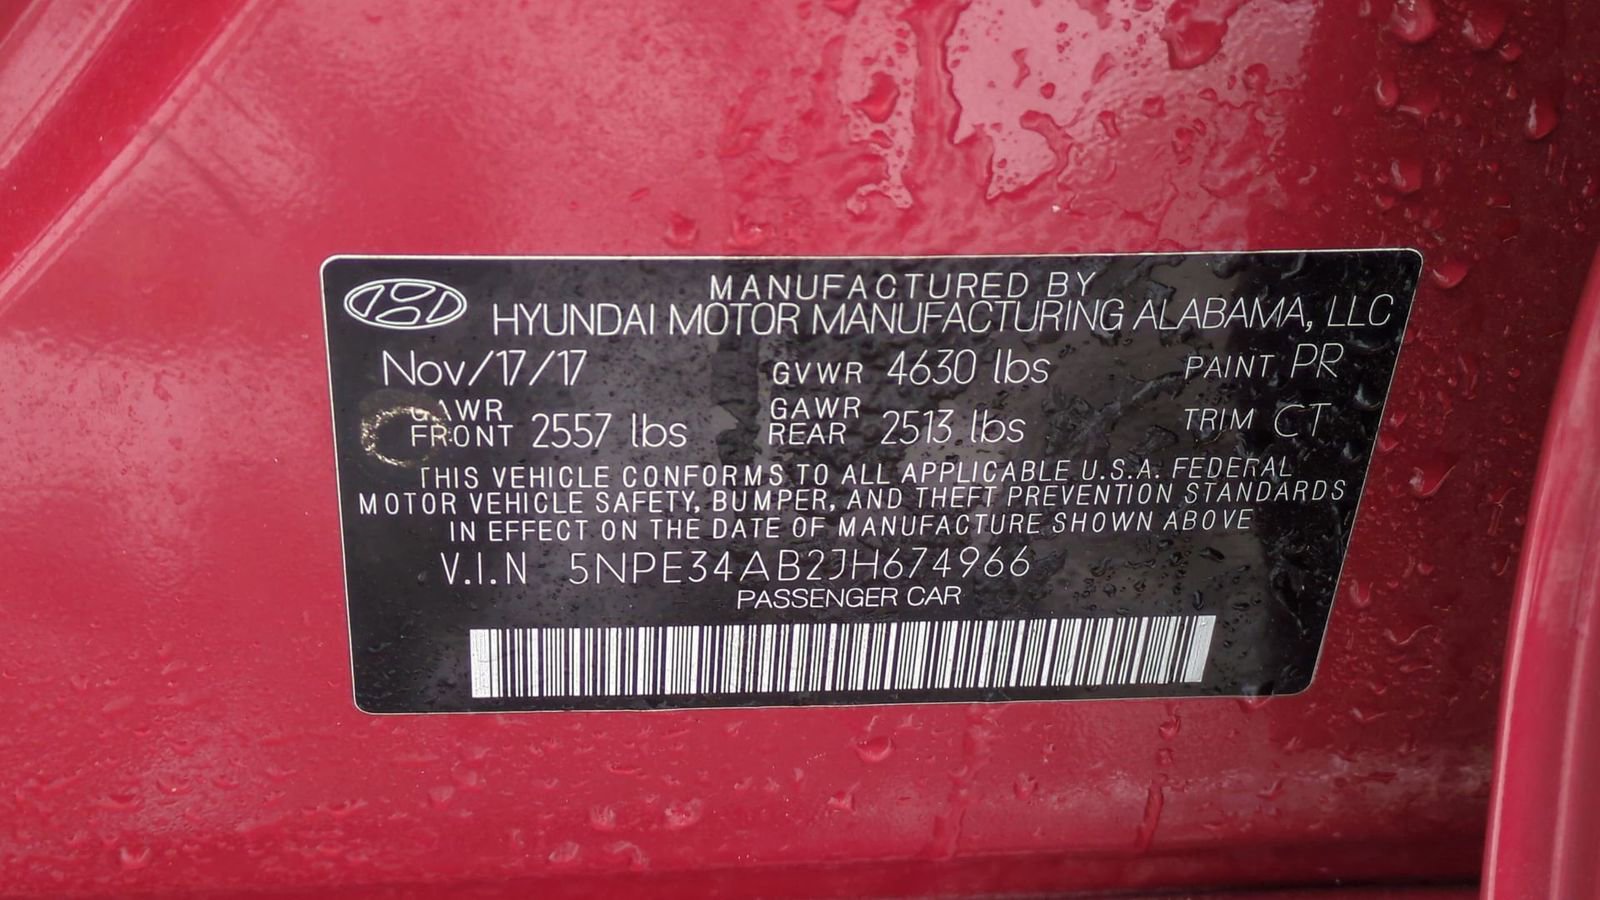 MANUFACTURED BY
HYUNDAI MOTOR MANUFACTURING ALABAMA, LLC
Nov/17/17 GVWR 4630 lbs PAINT PR
GAWR FRONT 2557 lbs GAWR REAR 2513 lbs TRIM CT
THIS VEHICLE CONFORMS TO ALL APPLICABLE U.S.A. FEDERAL
MOTOR VEHICLE SAFETY, BUMPER, AND THEFT PREVENTION STANDARDS
IN EFFECT ON THE DATE OF MANUFACTURE SHOWN ABOVE
V.I.N 5NPE34AB2JH674966
PASSENGER CAR